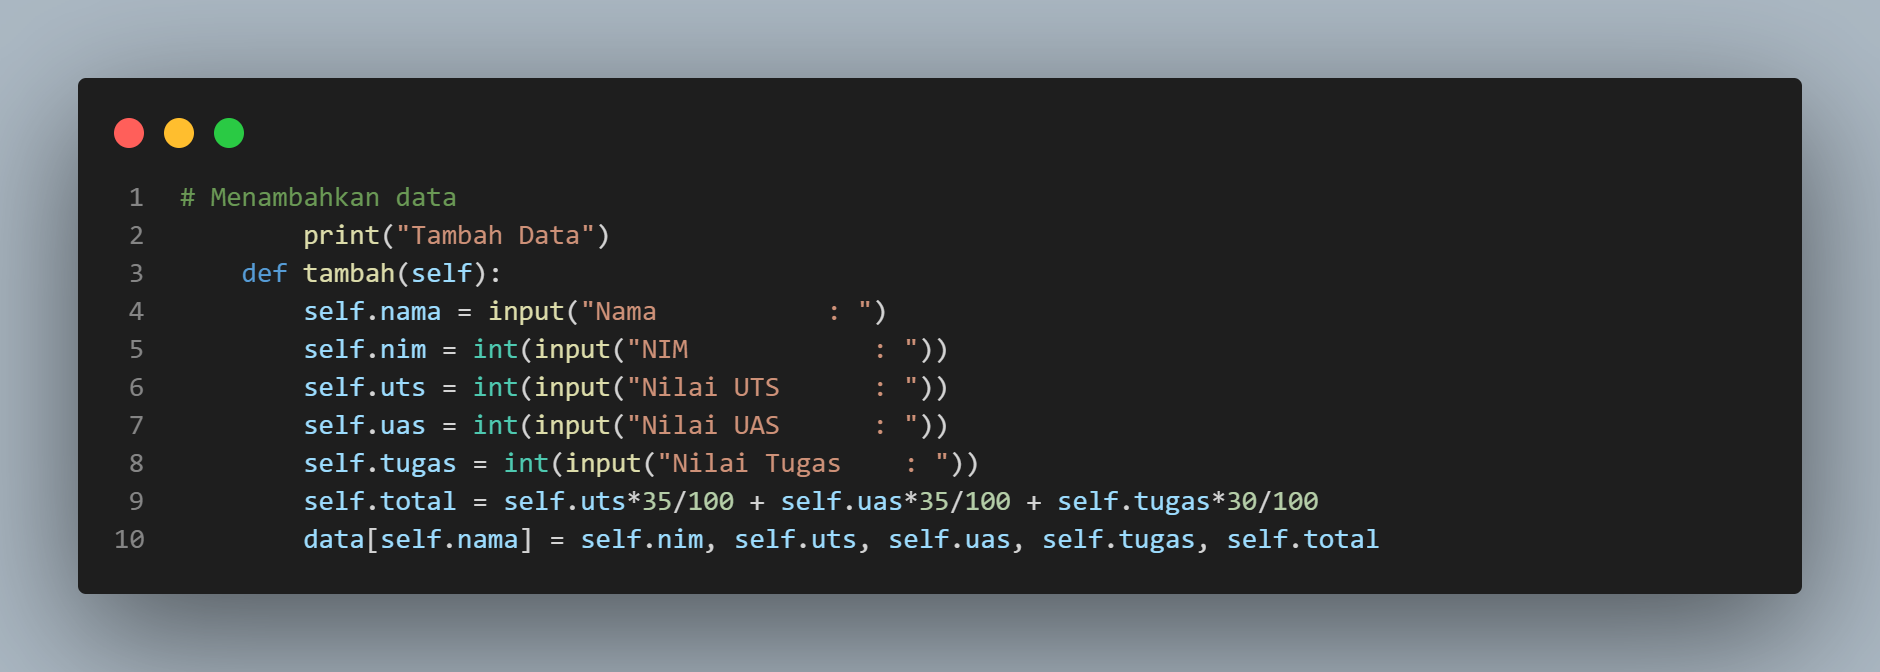 1 # Menambahkan data
2         print("Tambah Data")
3     def tambah(self):
4         self.nama = input("Nama           : ")
5         self.nim = int(input("NIM            : "))
6         self.uts = int(input("Nilai UTS      : "))
7         self.uas = int(input("Nilai UAS      : "))
8         self.tugas = int(input("Nilai Tugas    : "))
9         self.total = self.uts*35/100 + self.uas*35/100 + self.tugas*30/100
10         data[self.nama] = self.nim, self.uts, self.uas, self.tugas, self.total